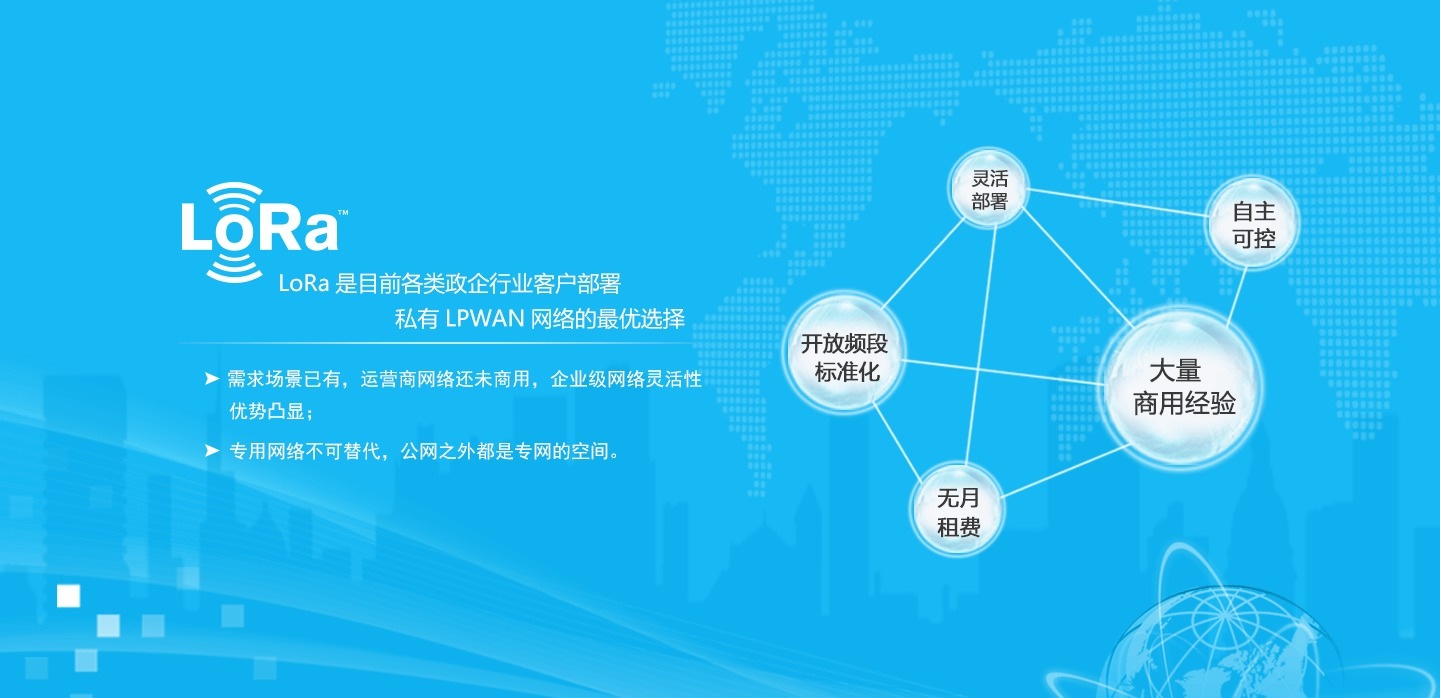 LoRa™
LoRa 是目前各类政企行业客户部署
私有 LPWAN 网络的最优选择
➤ 需求场景已有，运营商网络还未商用，企业级网络灵活性
优势凸显；
➤ 专用网络不可替代，公网之外都是专网的空间。
灵活
部署
自主
可控
开放频段
标准化
大量
商用经验
无月
租费